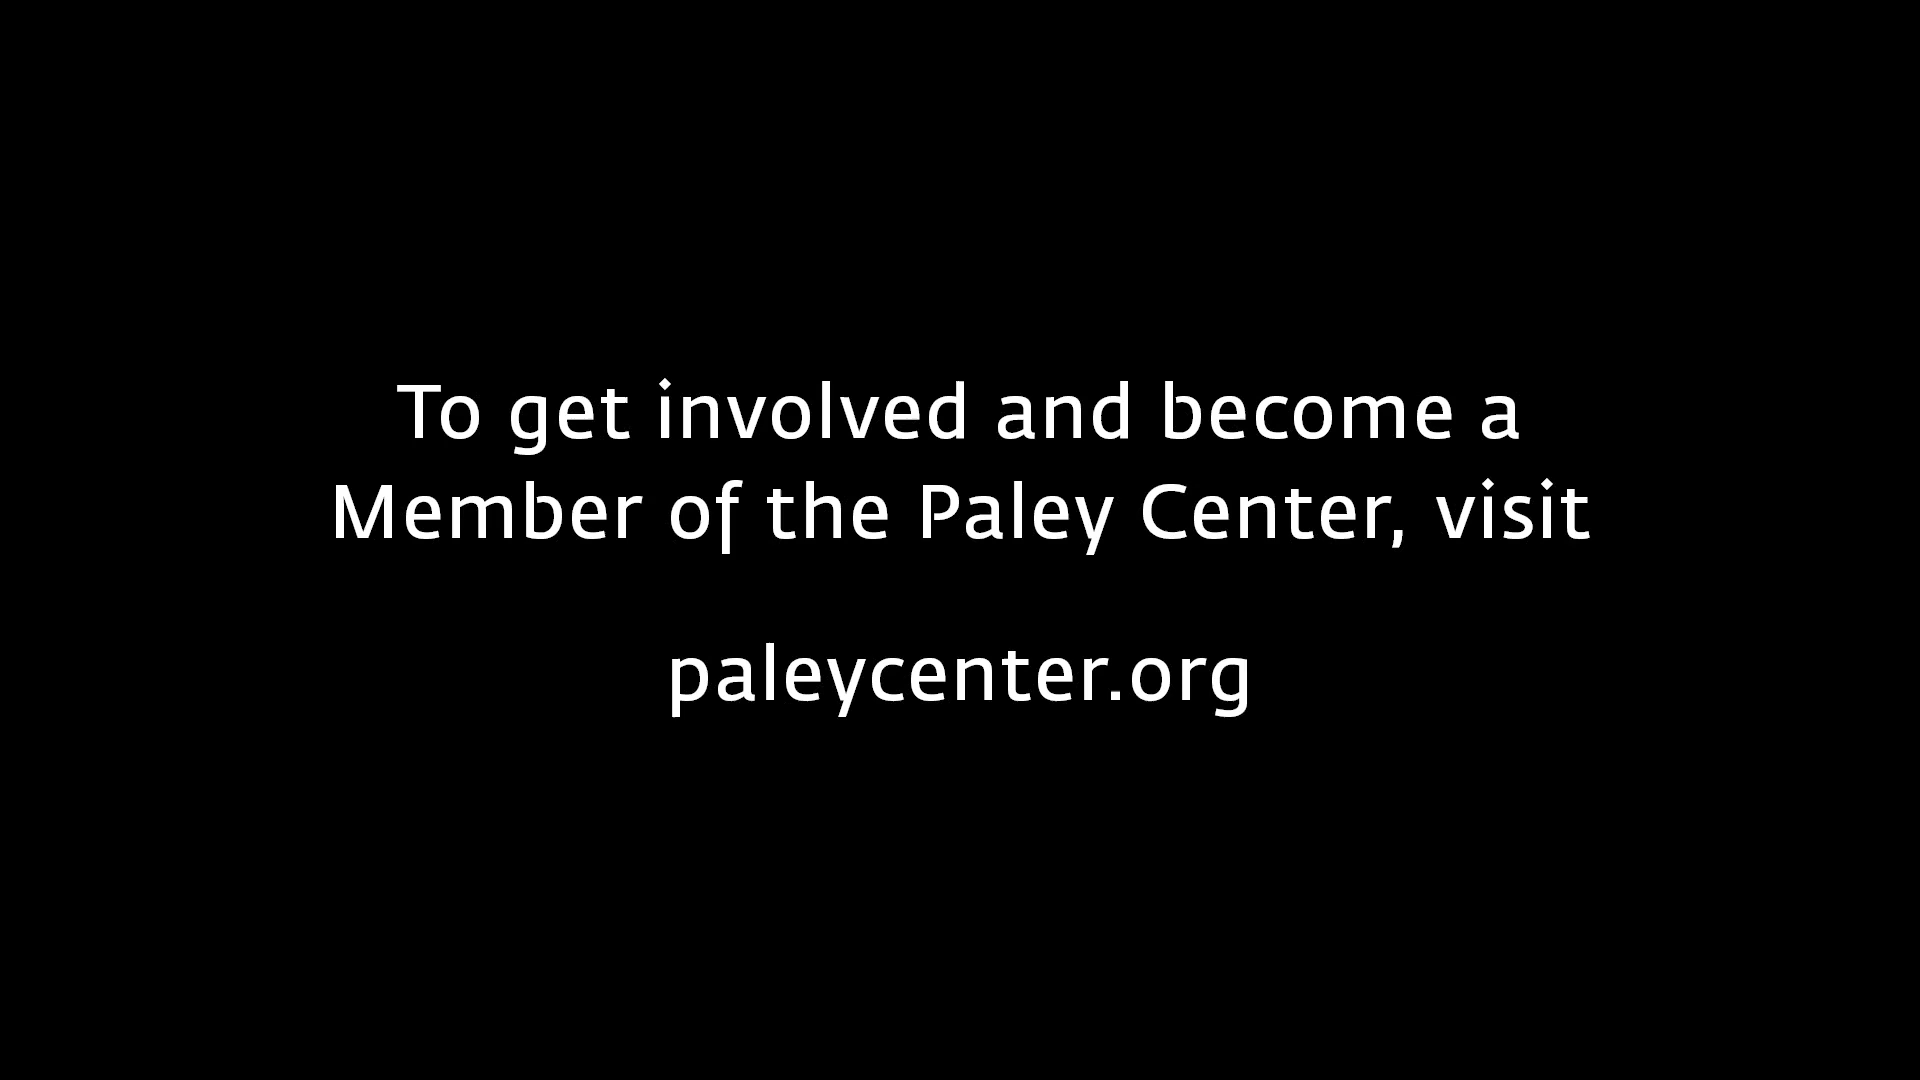 To get involved and become a
Member of the Paley Center, visit
paleycenter.org